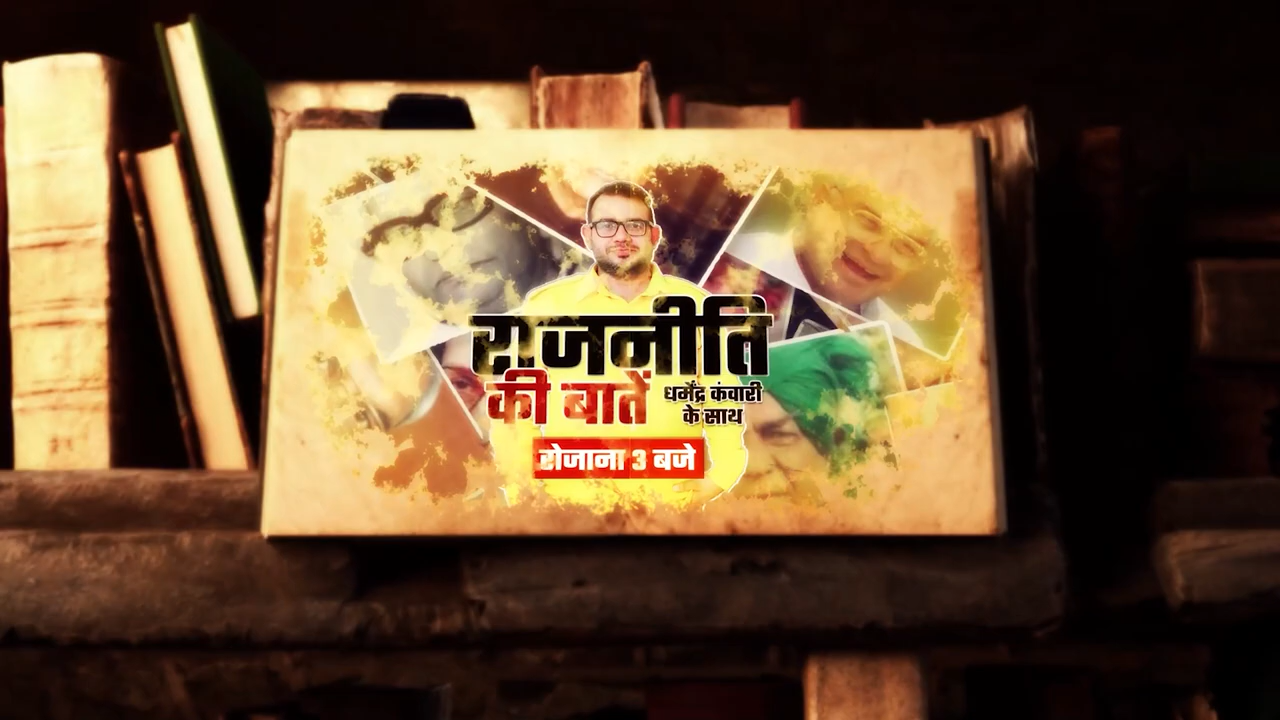 राजनीति
की बातें
धर्मेंद्र कंवारी
के साथ
रोजाना 3 बजे